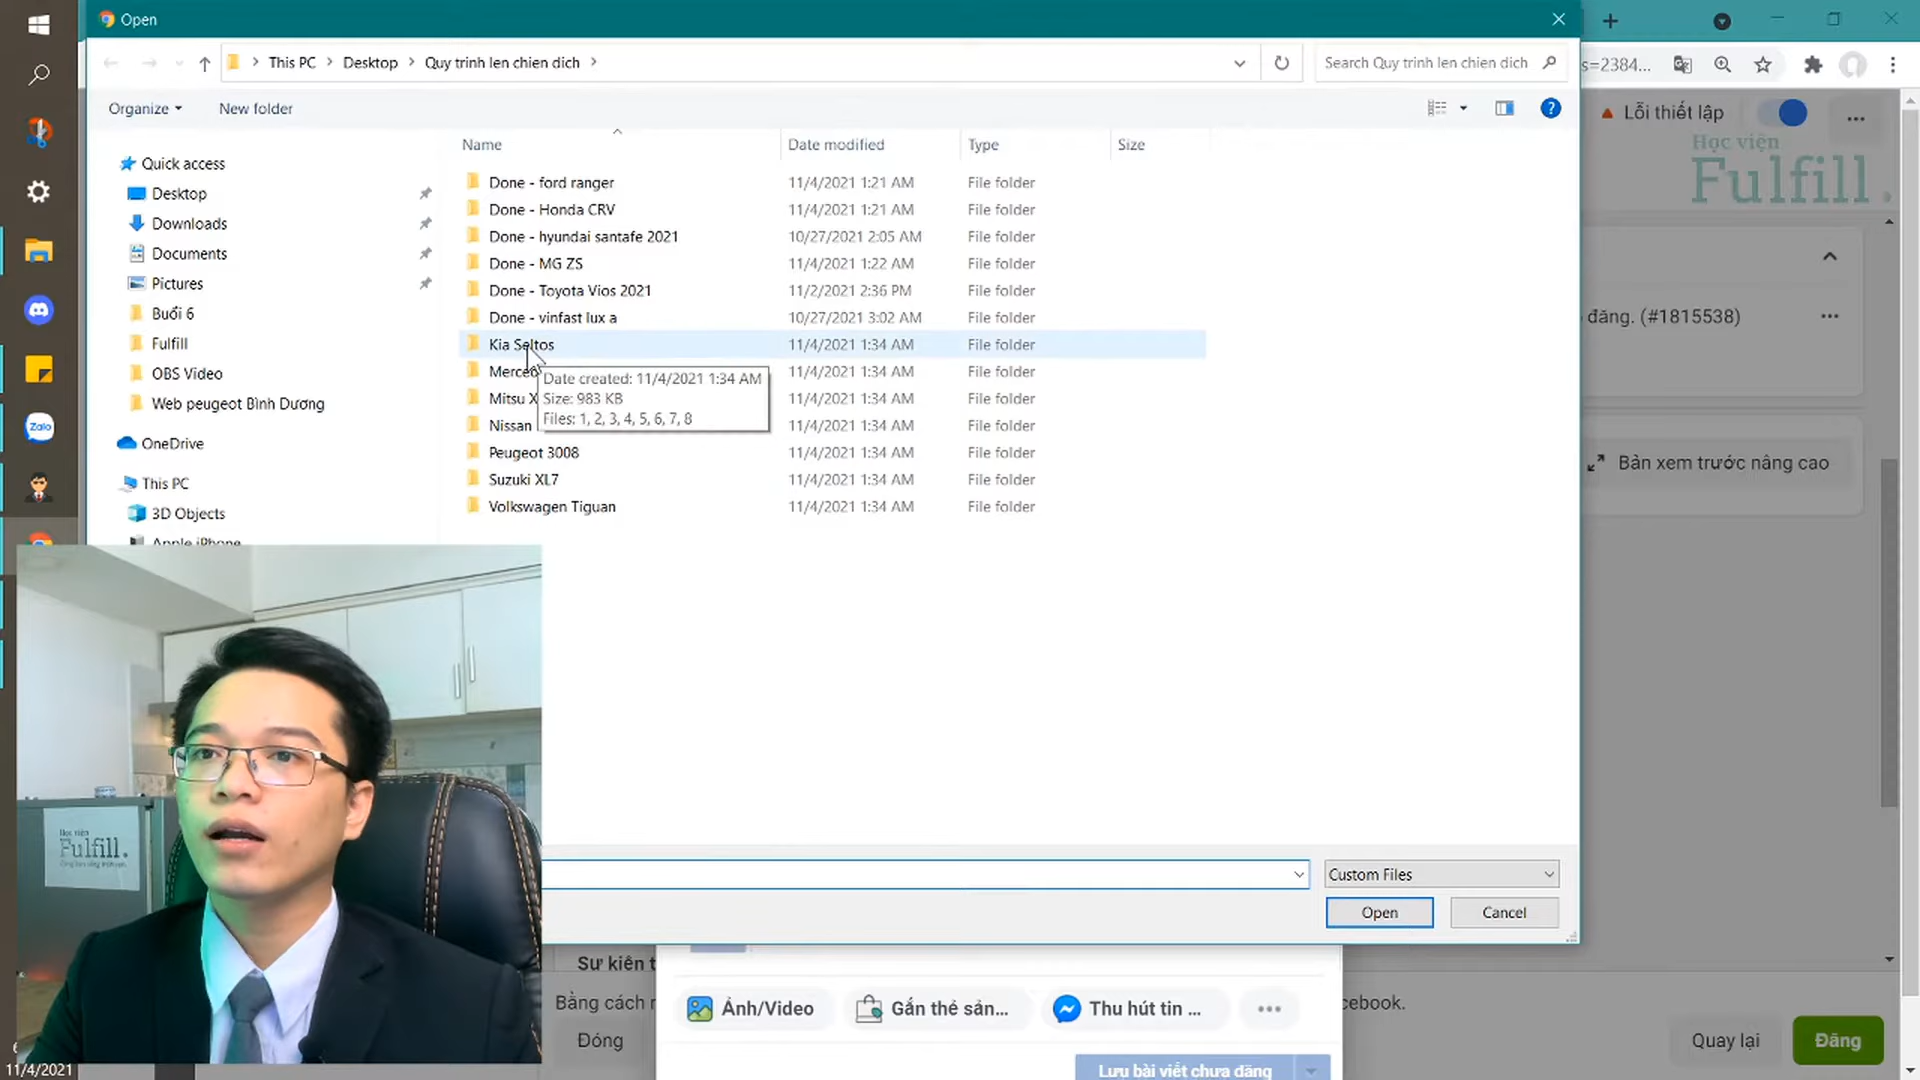 Open
This PC > Desktop > Quy trinh len chien dich >
Search Quy trinh len chien dich
s=2384...
Organize
New folder
Lỗi thiết lập
Học viện
Fulfill.
Name
Date modified
Type
Size
Quick access
Desktop
Downloads
Documents
Pictures
Buổi 6
Fulfill
OBS Video
Web peugeot Bình Dương
OneDrive
This PC
3D Objects
Apple iPhone
Done - ford ranger 11/4/2021 1:21 AM File folder
Done - Honda CRV 11/4/2021 1:21 AM File folder
Done - hyundai santafe 2021 10/27/2021 2:05 AM File folder
Done - MG ZS 11/4/2021 1:22 AM File folder
Done - Toyota Vios 2021 11/2/2021 2:36 PM File folder
Done - vinfast lux a 10/27/2021 3:02 AM File folder
Kia Seltos 11/4/2021 1:34 AM File folder
11/4/2021 1:34 AM File folder
Mitsu X 11/4/2021 1:34 AM File folder
Nissan 11/4/2021 1:34 AM File folder
Peugeot 3008 11/4/2021 1:34 AM File folder
Suzuki XL7 11/4/2021 1:34 AM File folder
Volkswagen Tiguan 11/4/2021 1:34 AM File folder
Date created: 11/4/2021 1:34 AM
Size: 983 KB
Files: 1, 2, 3, 4, 5, 6, 7, 8
đăng. (#1815538)
Bản xem trước nâng cao
Zalo
Custom Files
Open
Cancel
Học viện
Fulfill.
Sự kiện t
Bằng cách
cebook.
Đóng
Ảnh/Video
Gắn thẻ sản...
Thu hút tin ...
Quay lại
Đăng
Lưu bài viết chưa đăng
11/4/2021